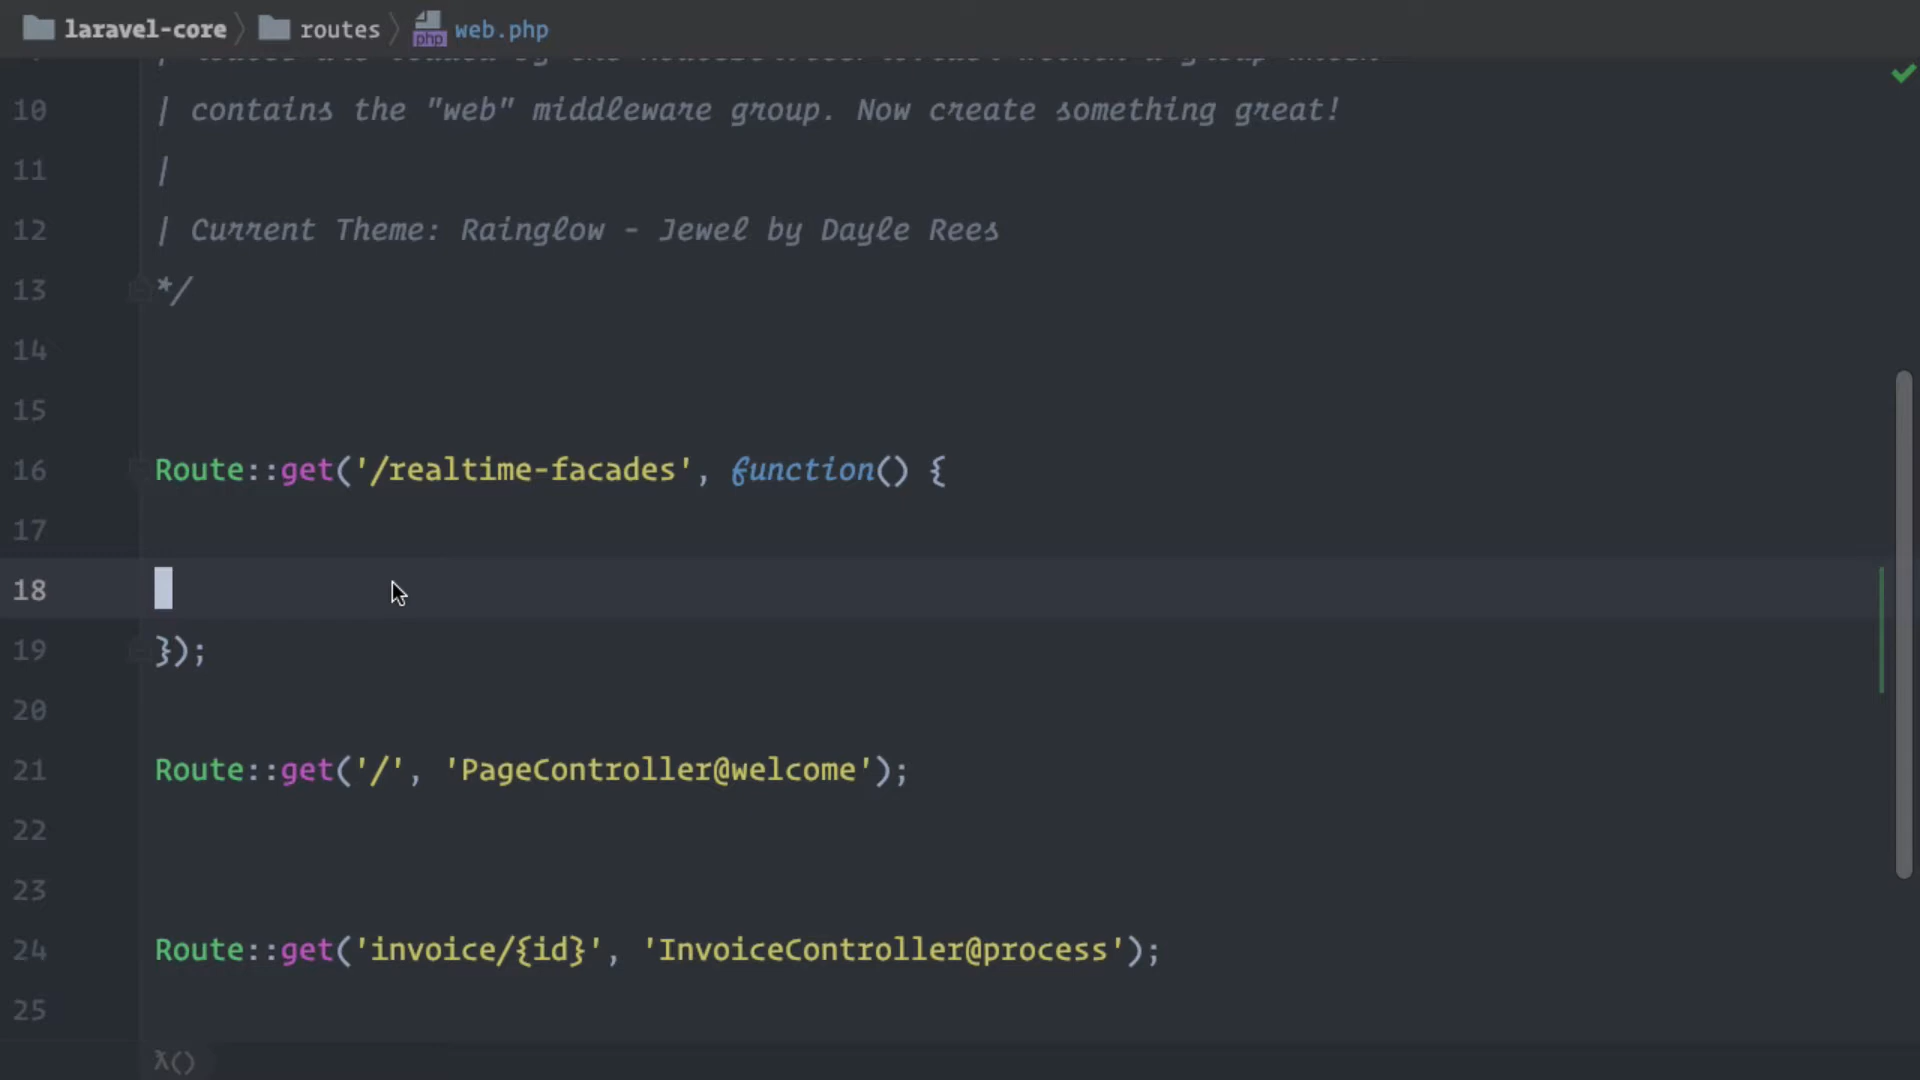 laravel-core routes web.php
10 | contains the "web" middleware group. Now create something great!
11 |
12 | Current Theme: Rainglow - Jewel by Dayle Rees
13 */
14
15
16 Route::get('/realtime-facades', function() {
17
18
19 });
20
21 Route::get('/', 'PageController@welcome');
22
23
24 Route::get('invoice/{id}', 'InvoiceController@process');
25
λ()